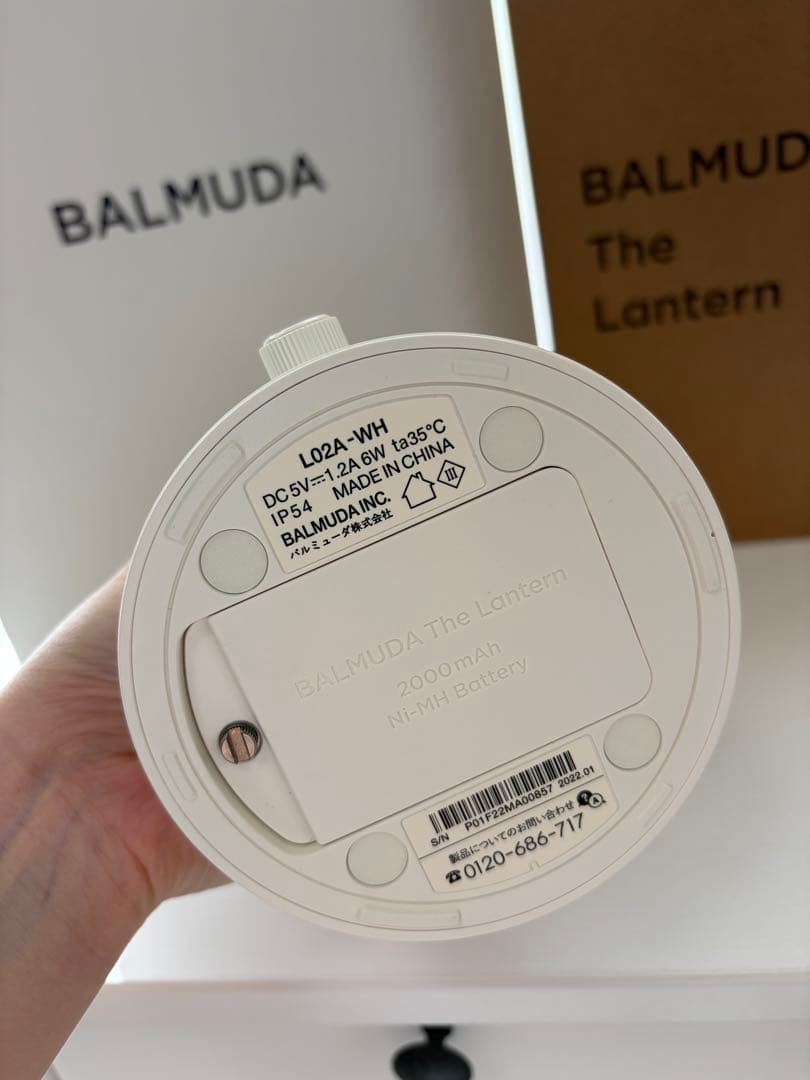 BALMUDA
BALMUD
The
Lantern
L02A-WH
DC 5V⎓1.2A 6W ta35°C
IP54 MADE IN CHINA
BALMUDA INC.
バルミューダ株式会社
III
BALMUDA The Lantern
2000mAh
Ni-MH Battery
S/N P01F22MA00857 2022.01
製品についてのお問い合わせ ? A
☎0120-686-717